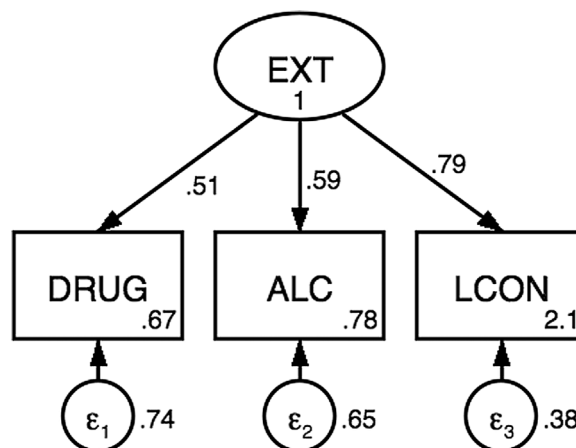 EXT
1
.51 .59 .79
DRUG ALC LCON
.67 .78 2.1
ε1 .74 ε2 .65 ε3 .38